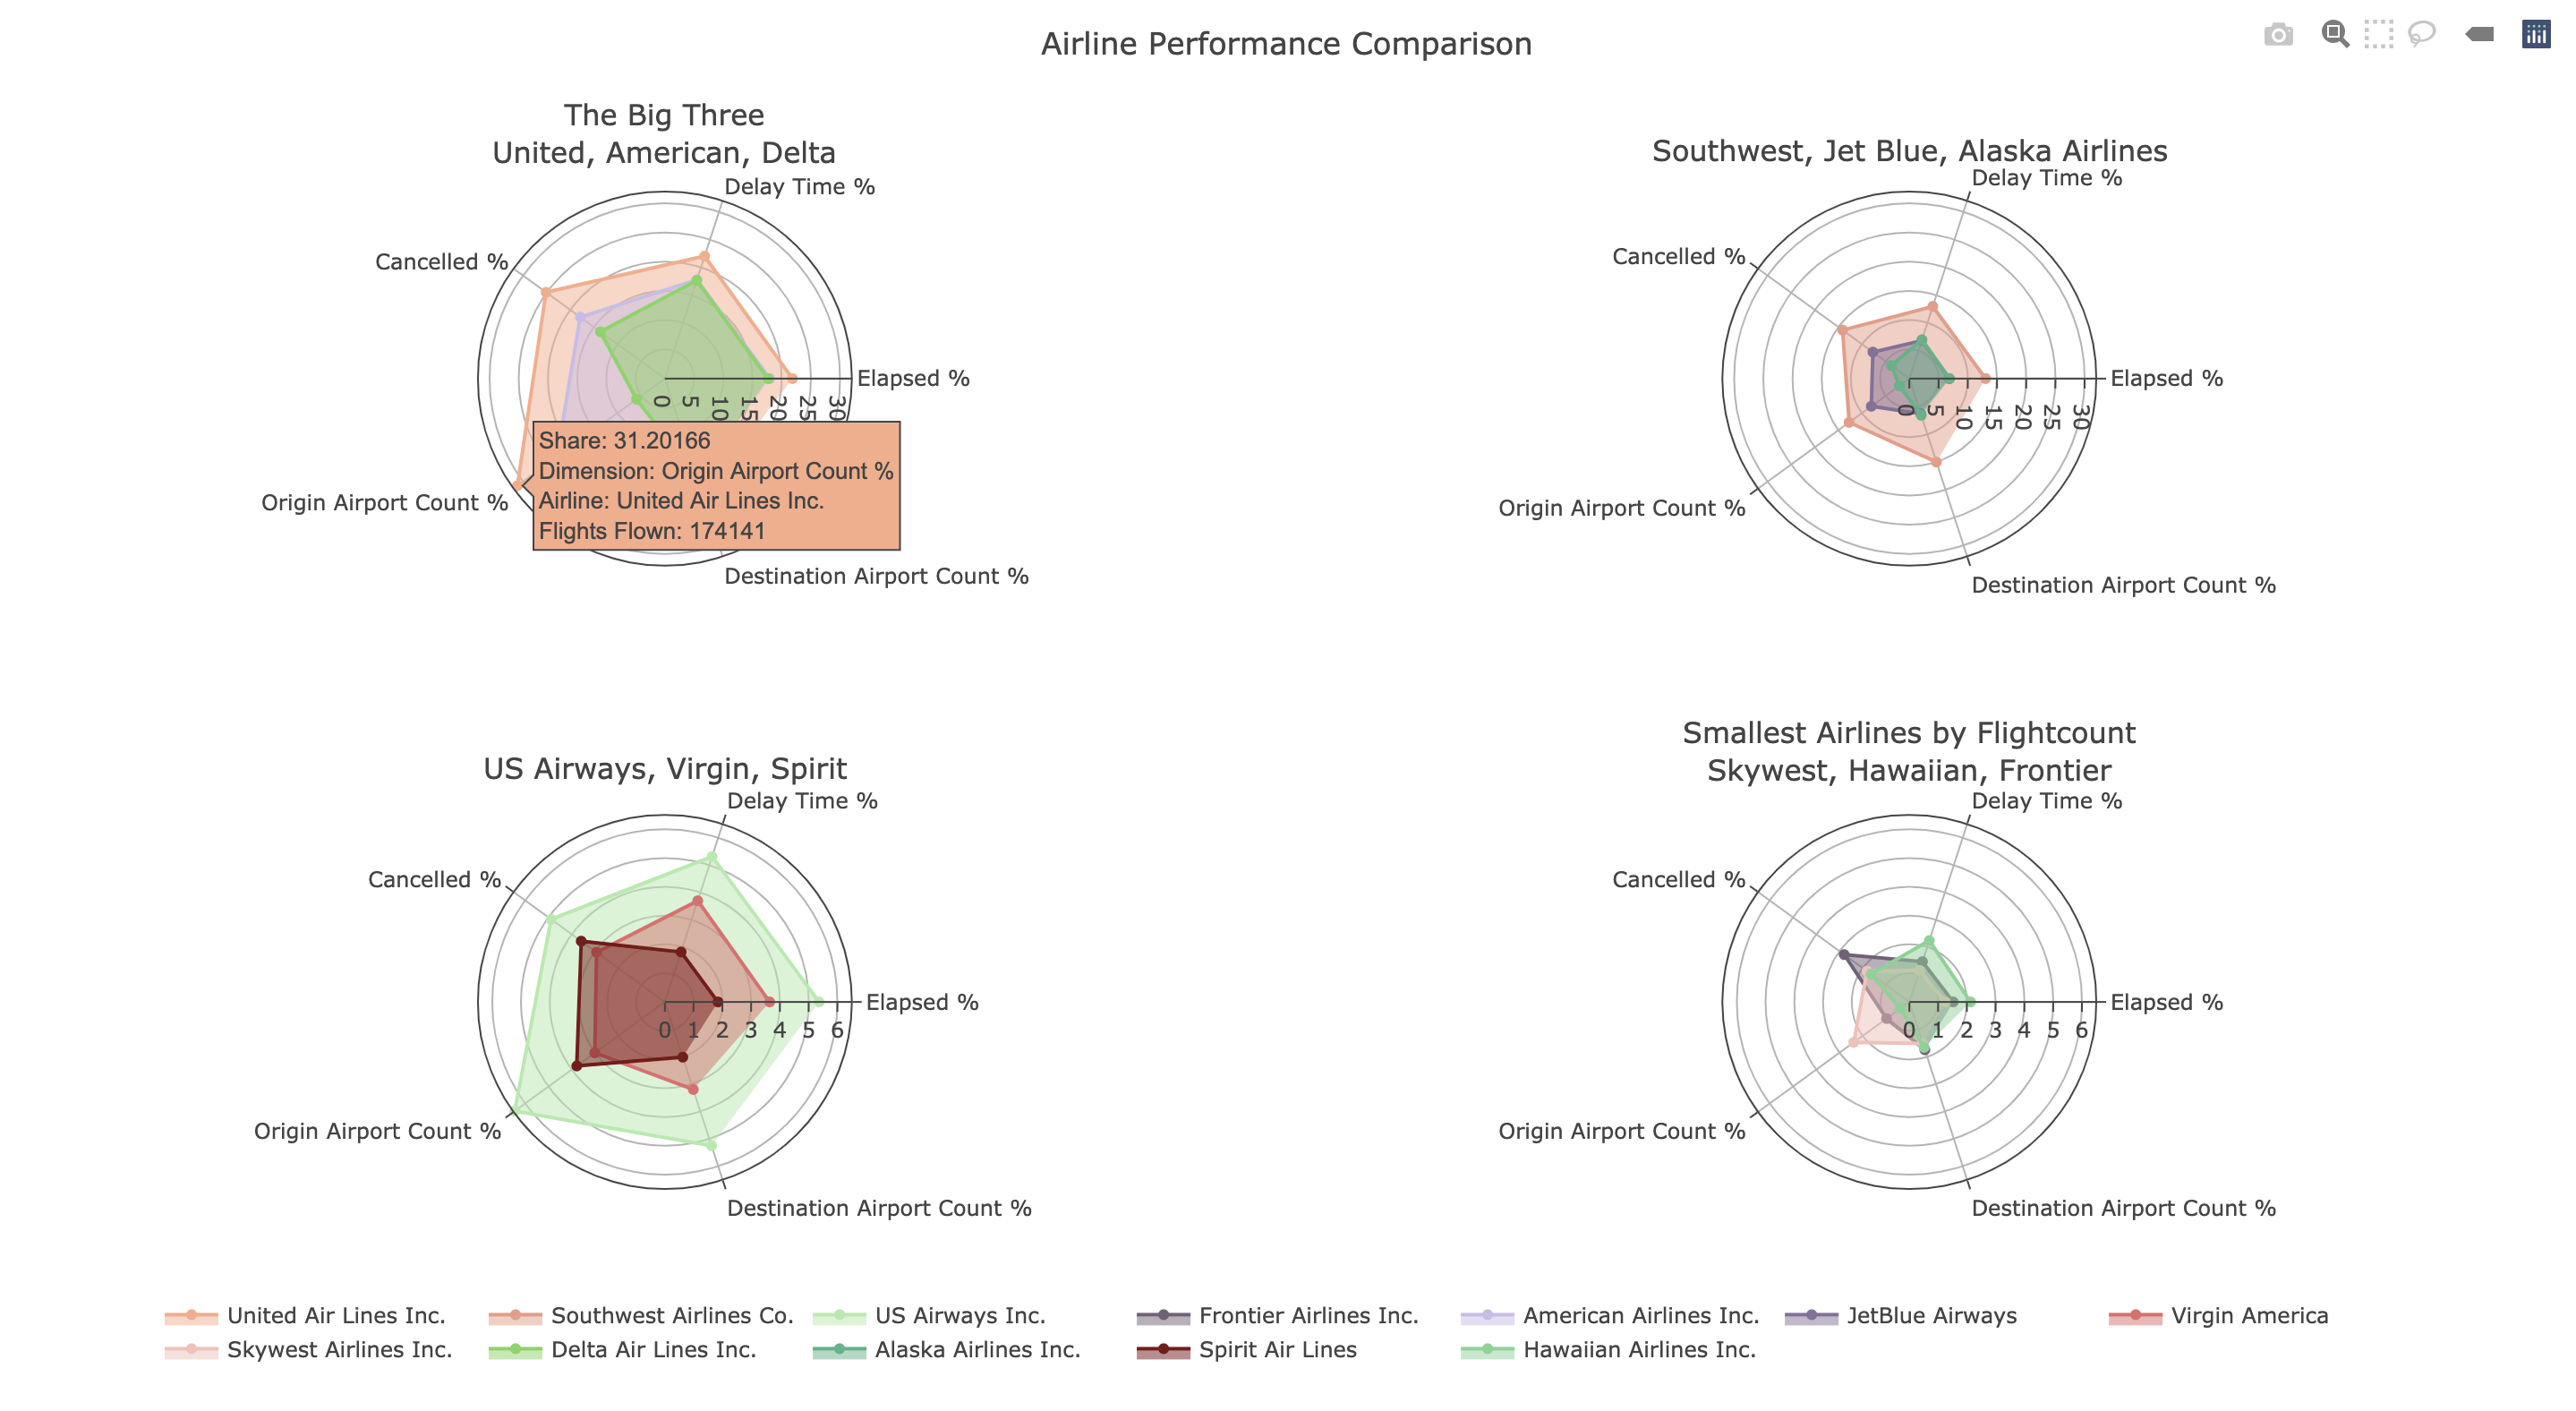 Airline Performance Comparison
The Big Three
United, American, Delta
Delay Time %
Cancelled %
Elapsed %
0 5 10 15 20 25 30
Share: 31.20166
Dimension: Origin Airport Count %
Airline: United Air Lines Inc.
Flights Flown: 174141
Origin Airport Count %
Destination Airport Count %
Southwest, Jet Blue, Alaska Airlines
Delay Time %
Cancelled %
Elapsed %
0 5 10 15 20 25 30
Origin Airport Count %
Destination Airport Count %
US Airways, Virgin, Spirit
Delay Time %
Cancelled %
Elapsed %
0 1 2 3 4 5 6
Origin Airport Count %
Destination Airport Count %
Smallest Airlines by Flightcount
Skywest, Hawaiian, Frontier
Delay Time %
Cancelled %
Elapsed %
0 1 2 3 4 5 6
Origin Airport Count %
Destination Airport Count %
United Air Lines Inc. Southwest Airlines Co. US Airways Inc. Frontier Airlines Inc. American Airlines Inc. JetBlue Airways Virgin America
Skywest Airlines Inc. Delta Air Lines Inc. Alaska Airlines Inc. Spirit Air Lines Hawaiian Airlines Inc.